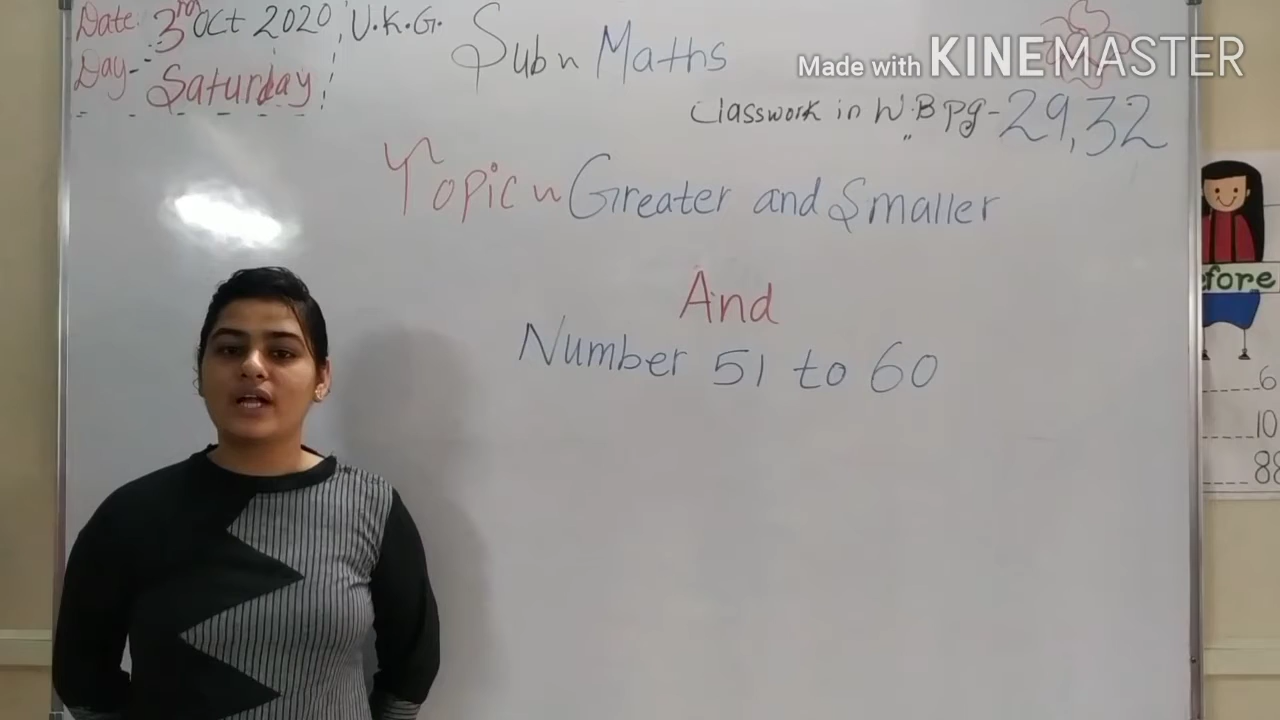 Date: 3rd Oct 2020, U.K.G.
Day- Saturday
Sub ~ Maths
Made with KINEMASTER
Classwork in W.B pg-29,32
Topic ~ Greater and Smaller
And
Number 51 to 60
efore
6
10
88